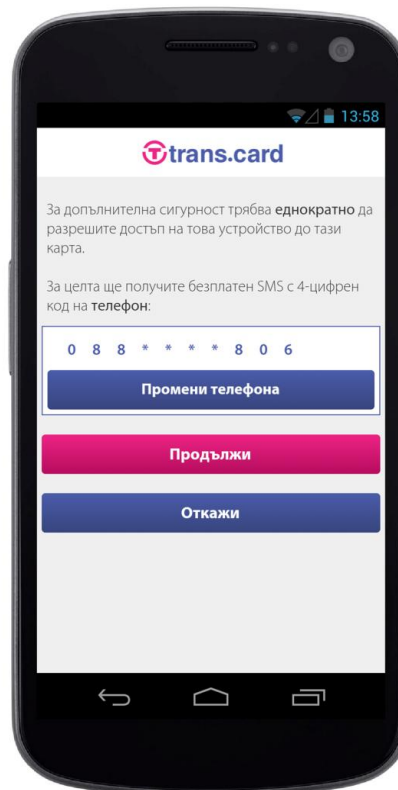 13:58
trans.card
За допълнителна сигурност трябва еднократно да
разрешите достъп на това устройство до тази
карта.
За целта ще получите безплатен SMS с 4-цифрен
код на телефон:
0 8 8 * * * * 8 0 6
Промени телефона
Продължи
Откажи